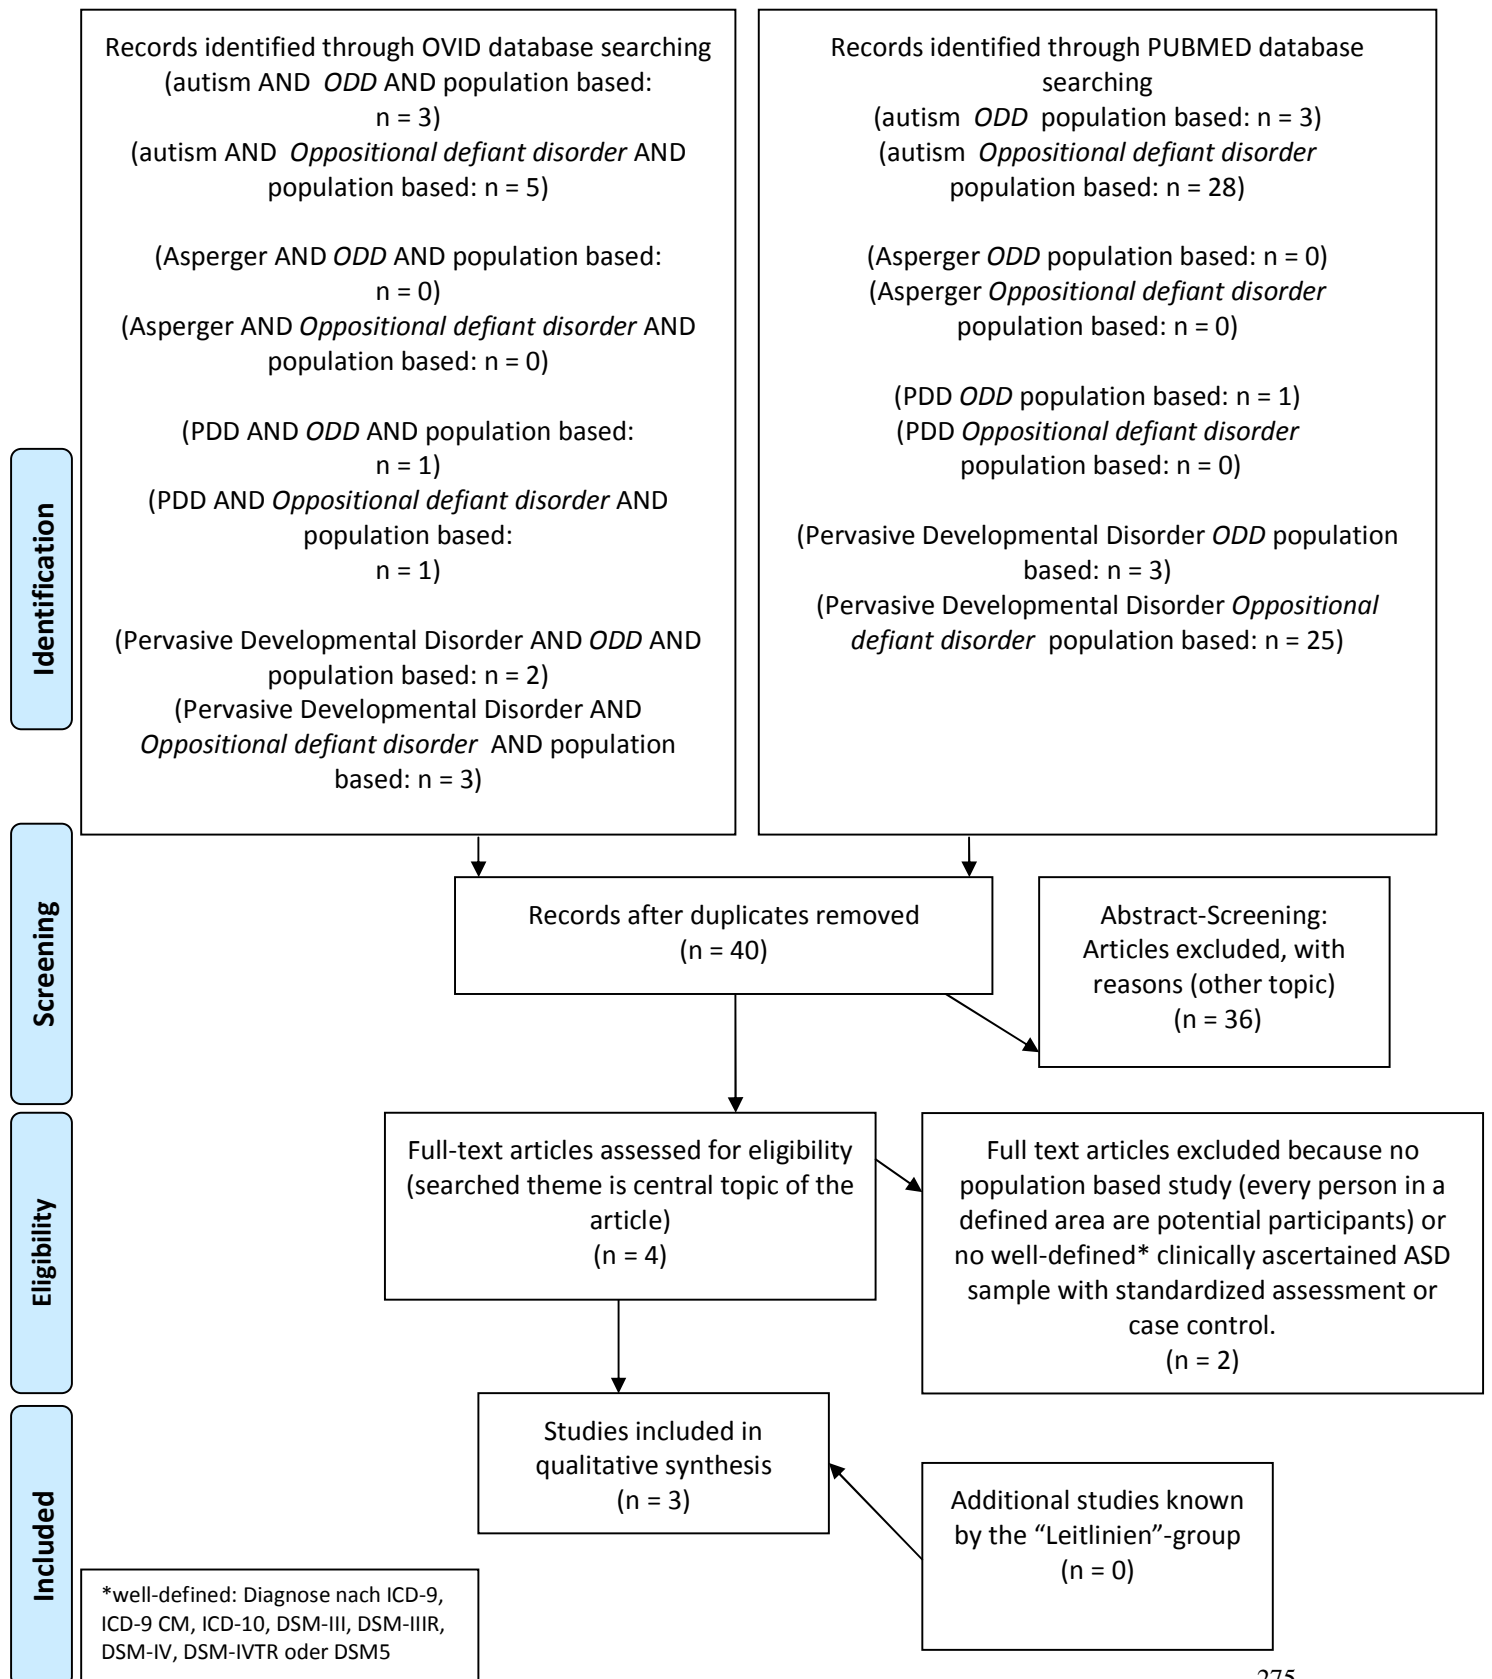 Records identified through OVID database searching
(autism AND ODD AND population based:
n = 3)
(autism AND Oppositional defiant disorder AND
population based: n = 5)
(Asperger AND ODD AND population based:
n = 0)
(Asperger AND Oppositional defiant disorder AND
population based: n = 0)
(PDD AND ODD AND population based:
n = 1)
(PDD AND Oppositional defiant disorder AND
population based:
n = 1)
(Pervasive Developmental Disorder AND ODD AND
population based: n = 2)
(Pervasive Developmental Disorder AND
Oppositional defiant disorder AND population
based: n = 3)
Records identified through PUBMED database
searching
(autism ODD population based: n = 3)
(autism Oppositional defiant disorder
population based: n = 28)
(Asperger ODD population based: n = 0)
(Asperger Oppositional defiant disorder
population based: n = 0)
(PDD ODD population based: n = 1)
(PDD Oppositional defiant disorder
population based: n = 0)
(Pervasive Developmental Disorder ODD population
based: n = 3)
(Pervasive Developmental Disorder Oppositional
defiant disorder population based: n = 25)
Identification
Screening
Records after duplicates removed
(n = 40)
Abstract-Screening:
Articles excluded, with
reasons (other topic)
(n = 36)
Eligibility
Full-text articles assessed for eligibility
(searched theme is central topic of the
article)
(n = 4)
Full text articles excluded because no
population based study (every person in a
defined area are potential participants) or
no well-defined* clinically ascertained ASD
sample with standardized assessment or
case control.
(n = 2)
Included
Studies included in
qualitative synthesis
(n = 3)
Additional studies known
by the “Leitlinien”-group
(n = 0)
*well-defined: Diagnose nach ICD-9,
ICD-9 CM, ICD-10, DSM-III, DSM-IIIR,
DSM-IV, DSM-IVTR oder DSM5
275